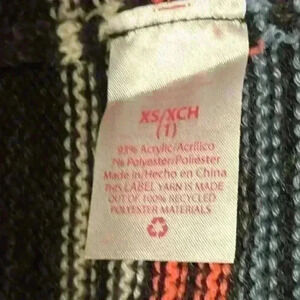 XS/XCH
(1)
93% Acrylic/Acrílico
7% Polyester/Poliéster
Made in/Hecho en China
THIS LABEL YARN IS MADE
OUT OF 100% RECYCLED
POLYESTER MATERIALS